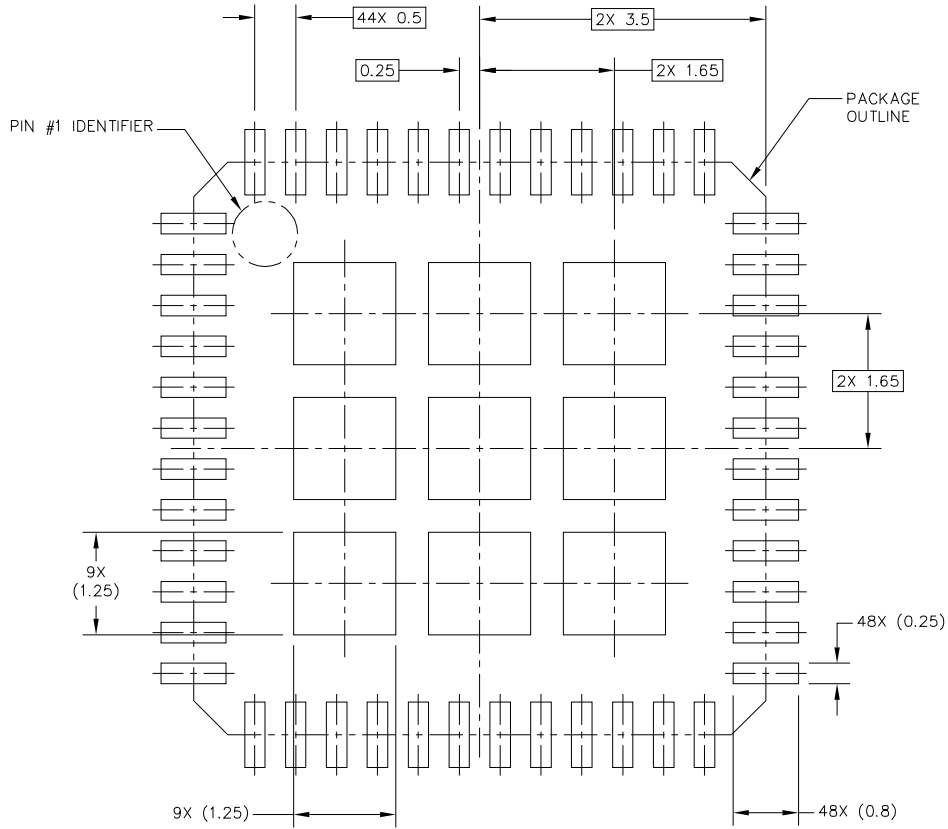 44X 0.5
2X 3.5
0.25
2X 1.65
PIN #1 IDENTIFIER
PACKAGE
OUTLINE
2X 1.65
9X
(1.25)
48X (0.25)
9X (1.25)
48X (0.8)